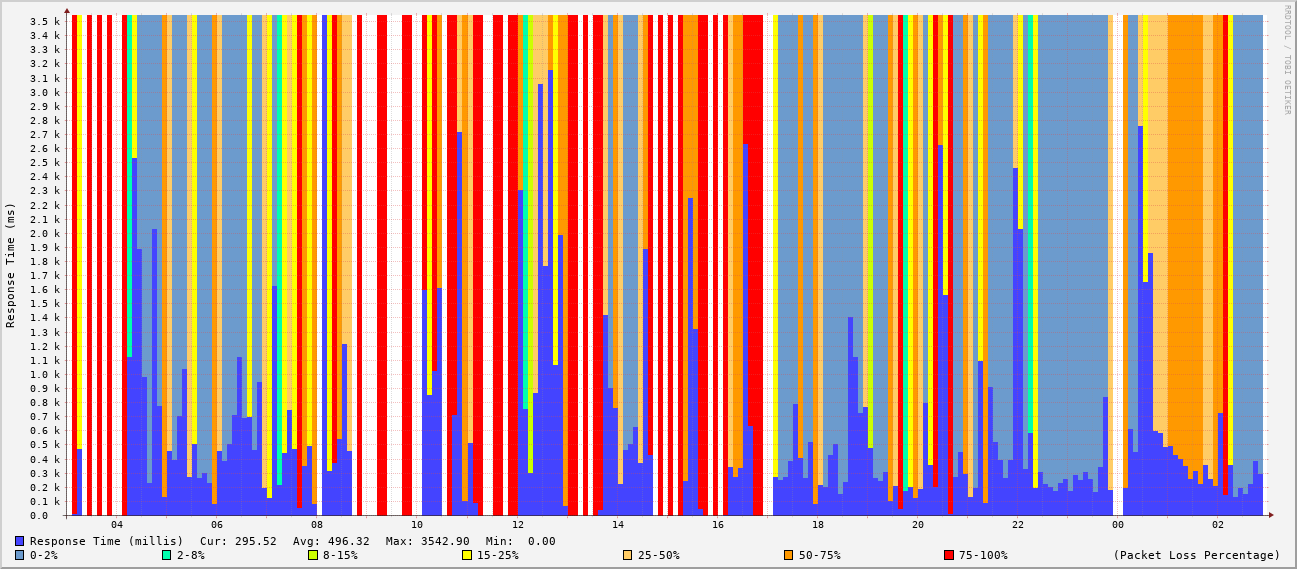 3.5 k
3.4 k
3.3 k
3.2 k
3.1 k
3.0 k
2.9 k
2.8 k
2.7 k
2.6 k
2.5 k
2.4 k
2.3 k
2.2 k
2.1 k
2.0 k
1.9 k
1.8 k
1.7 k
1.6 k
1.5 k
1.4 k
1.3 k
1.2 k
1.1 k
1.0 k
0.9 k
0.8 k
0.7 k
0.6 k
0.5 k
0.4 k
0.3 k
0.2 k
0.1 k
0.0
Response Time (ms)
RRDTOOL / TOBI OETIKER
04 06 08 10 12 14 16 18 20 22 00 02
Response Time (millis) Cur: 295.52 Avg: 496.32 Max: 3542.90 Min: 0.00
0-2% 2-8% 8-15% 15-25% 25-50% 50-75% 75-100% (Packet Loss Percentage)